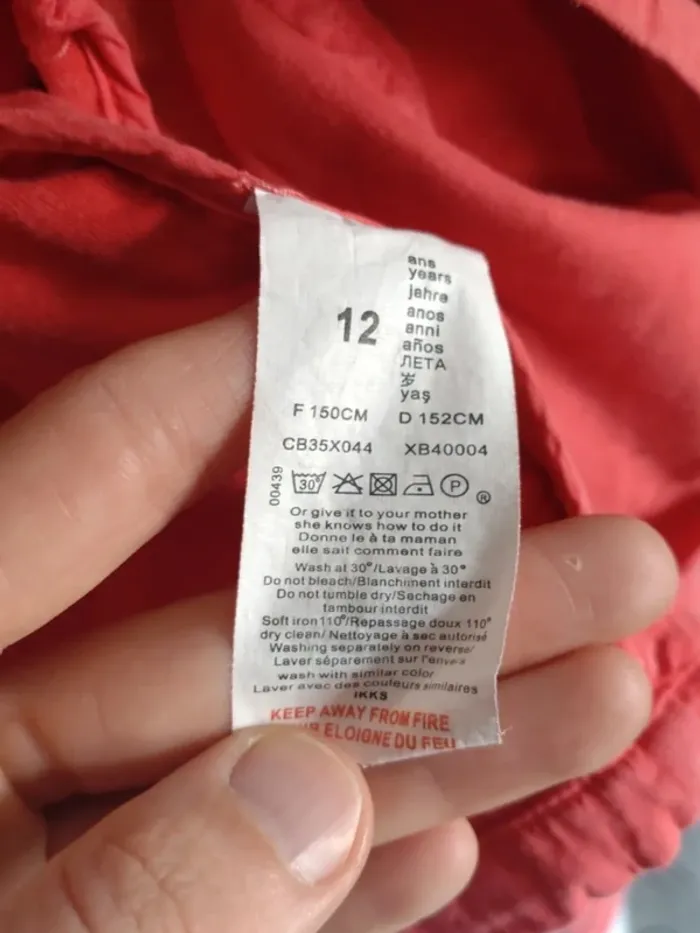 12
ans
years
jahre
anos
anni
años
ЛЕТА
岁
yaş
F 150CM D 152CM
CB35X044 XB40004
00439
30° P ®
Or give it to your mother
she knows how to do it
Donne le à ta maman
elle sait comment faire
Wash at 30°/Lavage à 30°
Do not bleach/Blanchiment interdit
Do not tumble dry/Sechage en
tambour interdit
Soft iron 110°/Repassage doux 110°
dry clean/ Nettoyage à sec autorisé
Washing separately on reverse/
Laver séparement sur l'envers
wash with similar color
Laver avec des couleurs similaires
IKKS
KEEP AWAY FROM FIRE
ELOIGNE DU FEU